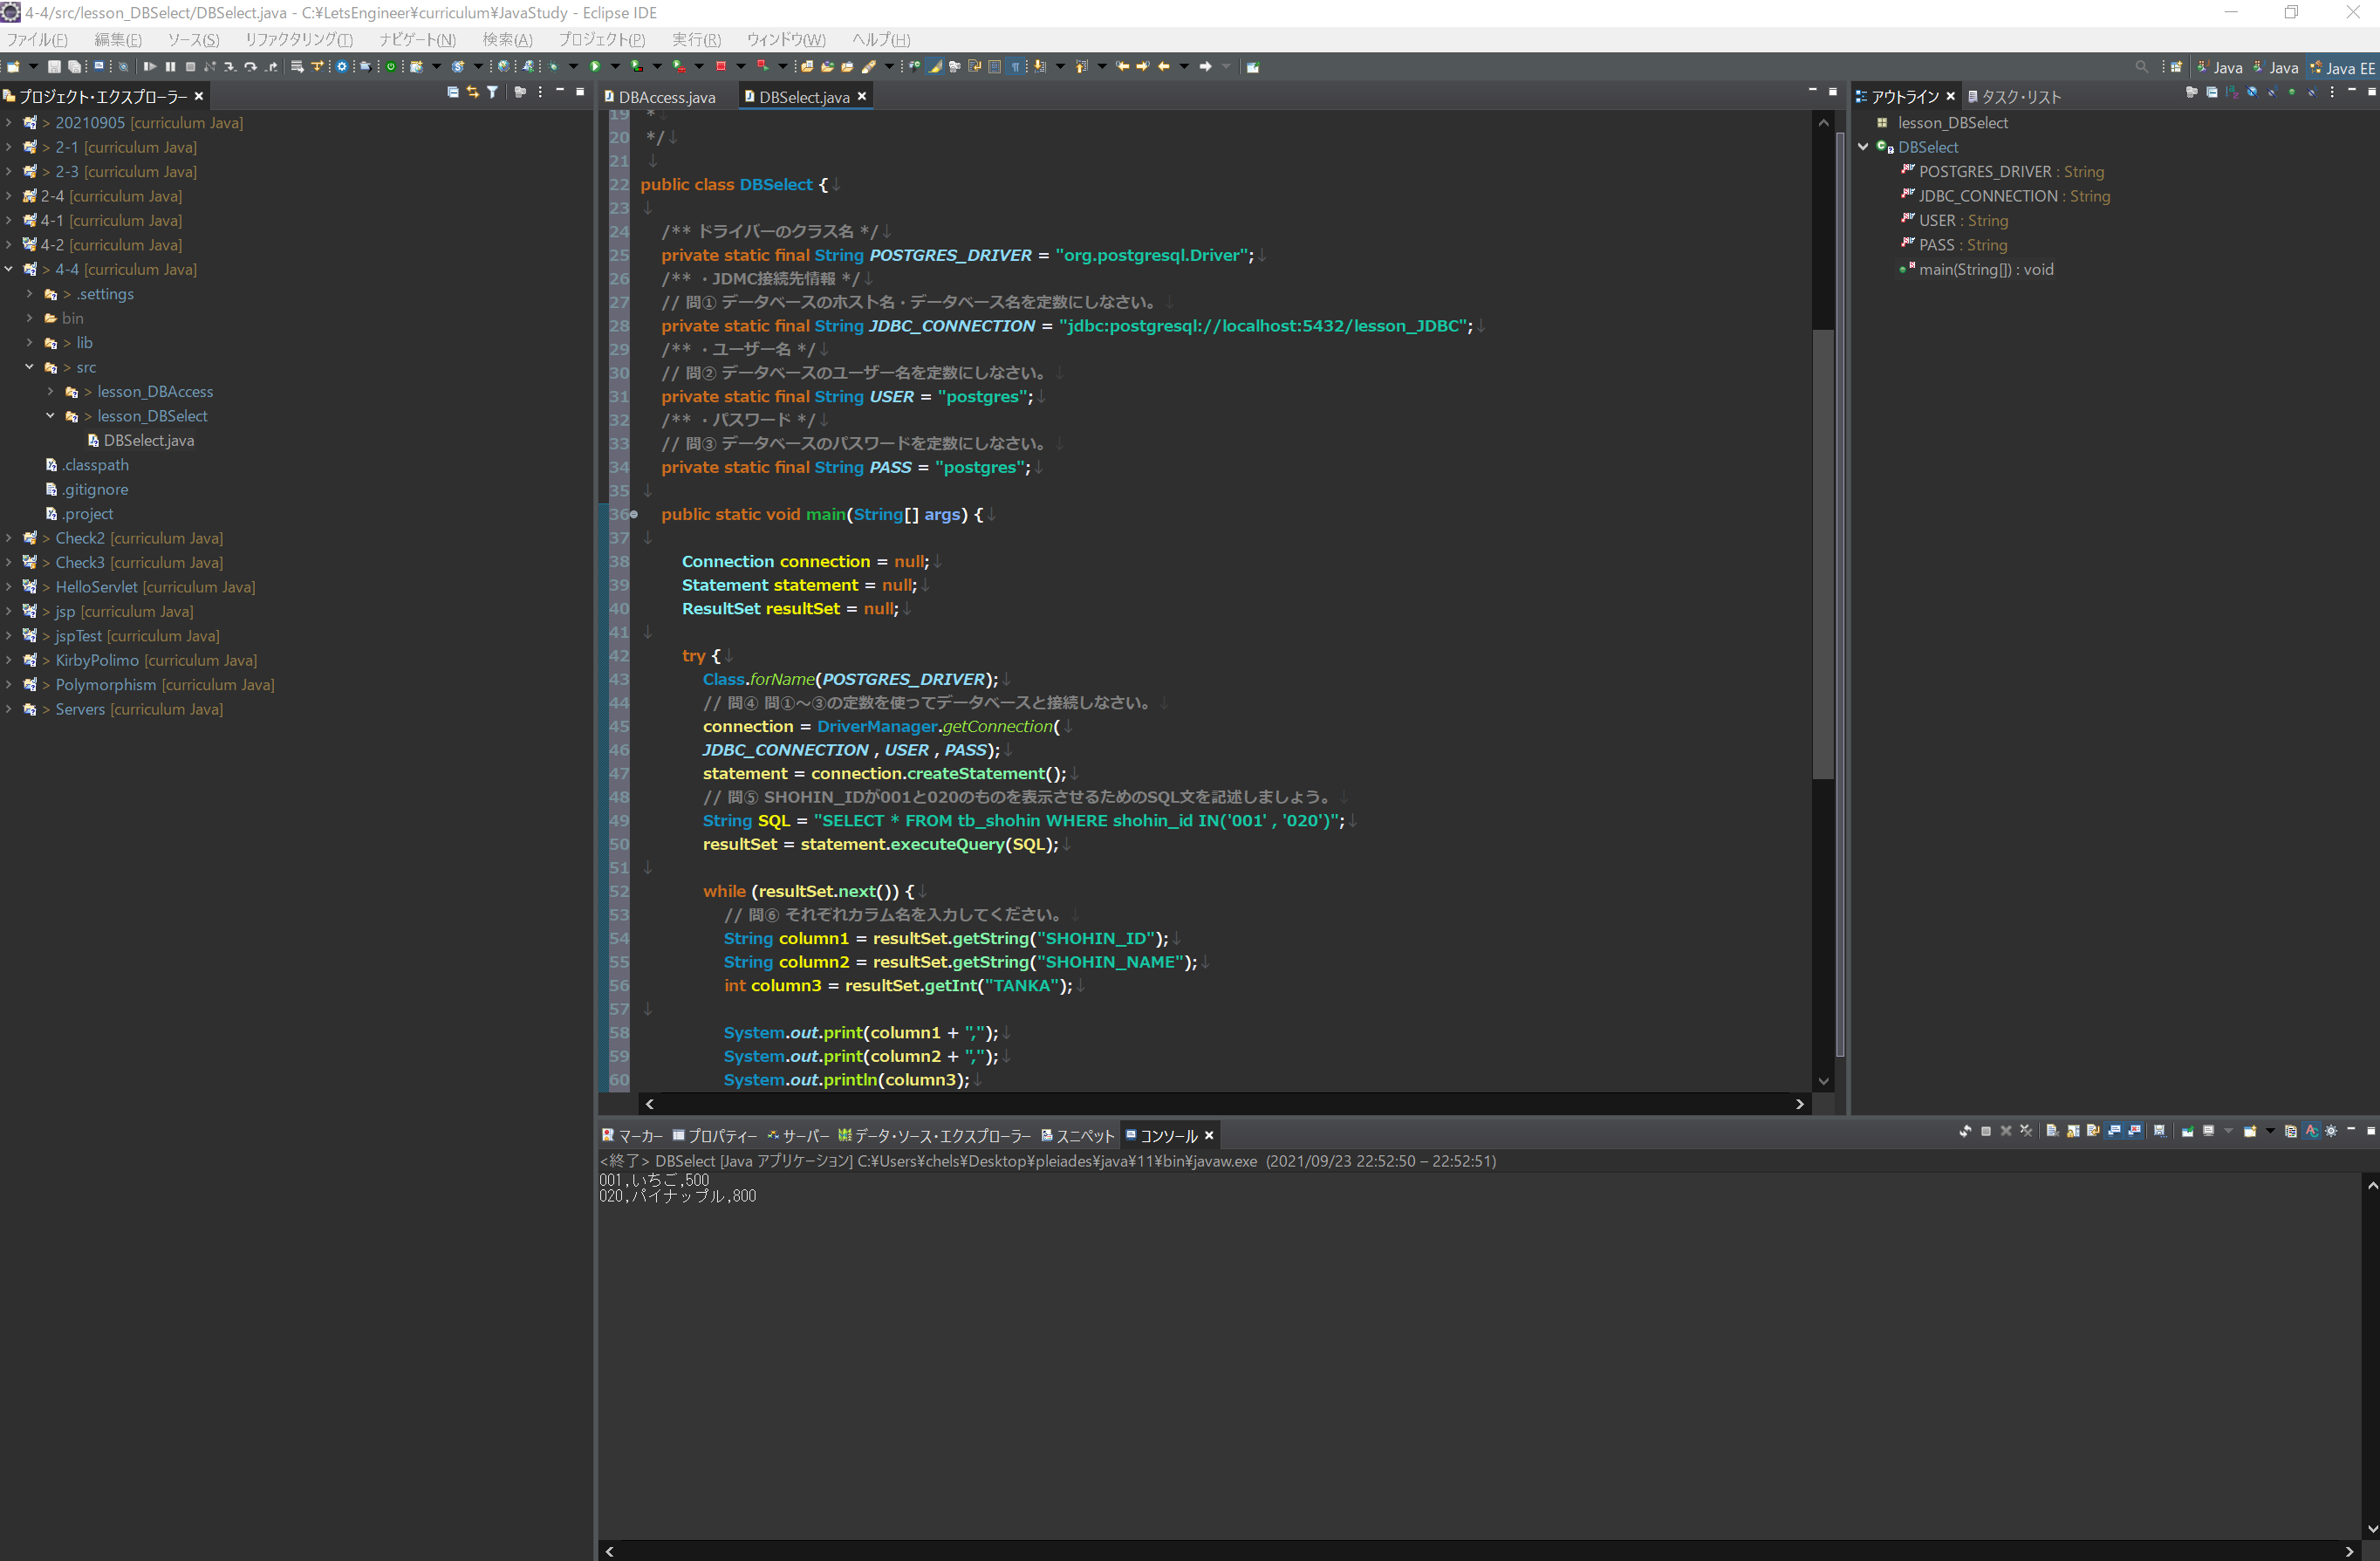 4-4/src/lesson_DBSelect/DBSelect.java - C:¥LetsEngineer¥curriculum¥JavaStudy - Eclipse IDE
ファイル(F) 編集(E) ソース(S) リファクタリング(T) ナビゲート(N) 検索(A) プロジェクト(P) 実行(R) ウィンドウ(W) ヘルプ(H)
Java Java Java EE
プロジェクト・エクスプローラー
> 20210905 [curriculum Java]
> 2-1 [curriculum Java]
> 2-3 [curriculum Java]
2-4 [curriculum Java]
4-1 [curriculum Java]
4-2 [curriculum Java]
> 4-4 [curriculum Java]
> .settings
bin
> lib
> src
> lesson_DBAccess
> lesson_DBSelect
DBSelect.java
.classpath
.gitignore
.project
> Check2 [curriculum Java]
> Check3 [curriculum Java]
> HelloServlet [curriculum Java]
> jsp [curriculum Java]
> jspTest [curriculum Java]
> KirbyPolimo [curriculum Java]
> Polymorphism [curriculum Java]
> Servers [curriculum Java]
DBAccess.java DBSelect.java
19 *↓
20 */↓
21 ↓
22 public class DBSelect {↓
23 ↓
24 /** ドライバーのクラス名 */↓
25 private static final String POSTGRES_DRIVER = "org.postgresql.Driver";↓
26 /** ・JDMC接続先情報 */↓
27 // 問① データベースのホスト名・データベース名を定数にしなさい。↓
28 private static final String JDBC_CONNECTION = "jdbc:postgresql://localhost:5432/lesson_JDBC";↓
29 /** ・ユーザー名 */↓
30 // 問② データベースのユーザー名を定数にしなさい。↓
31 private static final String USER = "postgres";↓
32 /** ・パスワード */↓
33 // 問③ データベースのパスワードを定数にしなさい。↓
34 private static final String PASS = "postgres";↓
35 ↓
36 public static void main(String[] args) {↓
37 ↓
38 Connection connection = null;↓
39 Statement statement = null;↓
40 ResultSet resultSet = null;↓
41 ↓
42 try {↓
43 Class.forName(POSTGRES_DRIVER);↓
44 // 問④ 問①～③の定数を使ってデータベースと接続しなさい。↓
45 connection = DriverManager.getConnection(↓
46 JDBC_CONNECTION , USER , PASS);↓
47 statement = connection.createStatement();↓
48 // 問⑤ SHOHIN_IDが001と020のものを表示させるためのSQL文を記述しましょう。↓
49 String SQL = "SELECT * FROM tb_shohin WHERE shohin_id IN('001' , '020')";↓
50 resultSet = statement.executeQuery(SQL);↓
51 ↓
52 while (resultSet.next()) {↓
53 // 問⑥ それぞれカラム名を入力してください。↓
54 String column1 = resultSet.getString("SHOHIN_ID");↓
55 String column2 = resultSet.getString("SHOHIN_NAME");↓
56 int column3 = resultSet.getInt("TANKA");↓
57 ↓
58 System.out.print(column1 + ",");↓
59 System.out.print(column2 + ",");↓
60 System.out.println(column3);↓
アウトライン タスク・リスト
lesson_DBSelect
DBSelect
POSTGRES_DRIVER : String
JDBC_CONNECTION : String
USER : String
PASS : String
main(String[]) : void
マーカー プロパティー サーバー データ・ソース・エクスプローラー スニペット コンソール
<終了> DBSelect [Java アプリケーション] C:¥Users¥chels¥Desktop¥pleiades¥java¥11¥bin¥javaw.exe (2021/09/23 22:52:50 – 22:52:51)
001,いちご,500
020,パイナップル,800